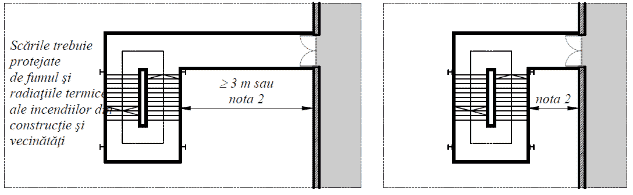 Scările trebuie
protejate
de fumul și
radiațiile termice
ale incendiilor din
construcție și
vecinătăți
≥ 3 m sau
nota 2
nota 2